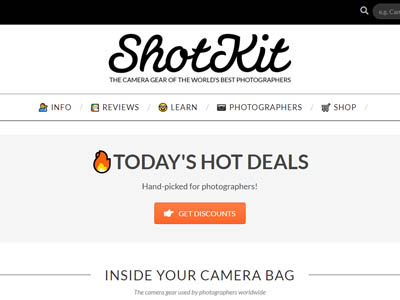 e.g. Can
ShotKit
THE CAMERA GEAR OF THE WORLD'S BEST PHOTOGRAPHERS
INFO / REVIEWS / LEARN / PHOTOGRAPHERS / SHOP /
TODAY'S HOT DEALS
Hand-picked for photographers!
GET DISCOUNTS
INSIDE YOUR CAMERA BAG
The camera gear used by photographers worldwide